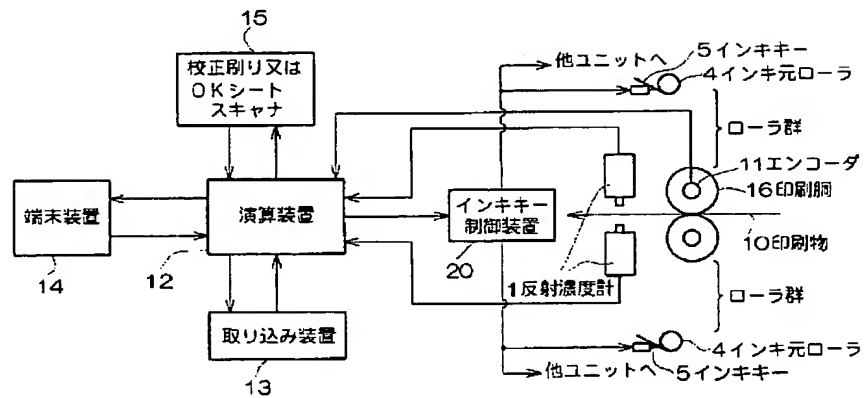 15
校正刷り又は
OKシート
スキャナ
他ユニットへ
5インキキー
4インキ元ローラ
ローラ群
11エンコーダ
16印刷胴
端末装置
14
演算装置
12
インキキー
制御装置
20
10印刷物
1反射濃度計
ローラ群
取り込み装置
13
4インキ元ローラ
他ユニットへ
5インキキー